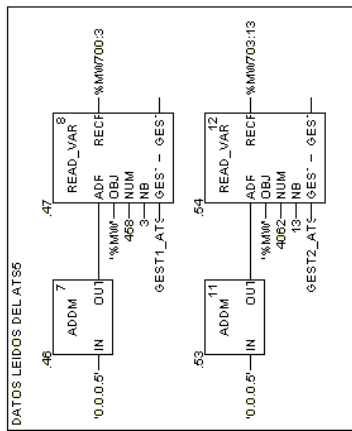 DATOS LEIDOS DEL ATS5
.46
7
ADDM
'0.0.0.5'
IN
OUT
.47
8
READ_VAR
ADR
RECP
%MW700:3
'%MW'
OBJ
458
NUM
3
NB
GEST1_ATS
GEST
GEST
.53
11
ADDM
'0.0.0.5'
IN
OUT
.54
12
READ_VAR
ADR
RECP
%MW703:13
'%MW'
OBJ
4062
NUM
13
NB
GEST2_ATS
GEST
GEST